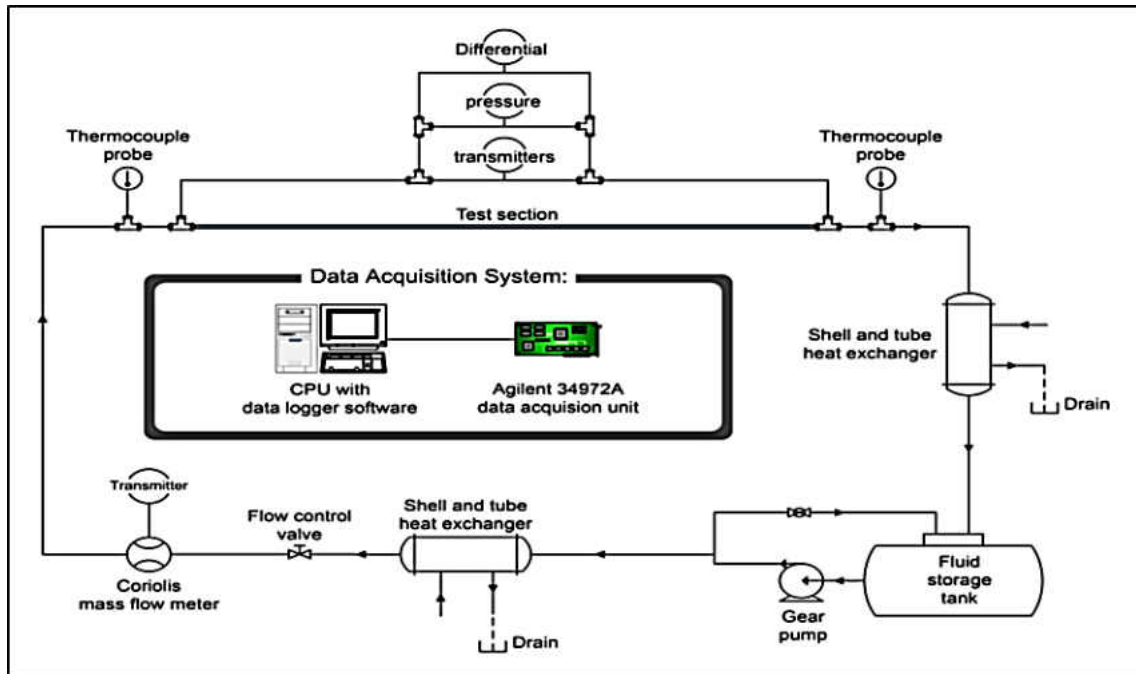 Differential
pressure
transmitters
Thermocouple
probe
Thermocouple
probe
Test section
Data Acquisition System:
CPU with
data logger software
Agilent 34972A
data acquision unit
Shell and tube
heat exchanger
Drain
Transmitter
Coriolis
mass flow meter
Flow control
valve
Shell and tube
heat exchanger
Drain
Gear
pump
Fluid
storage
tank